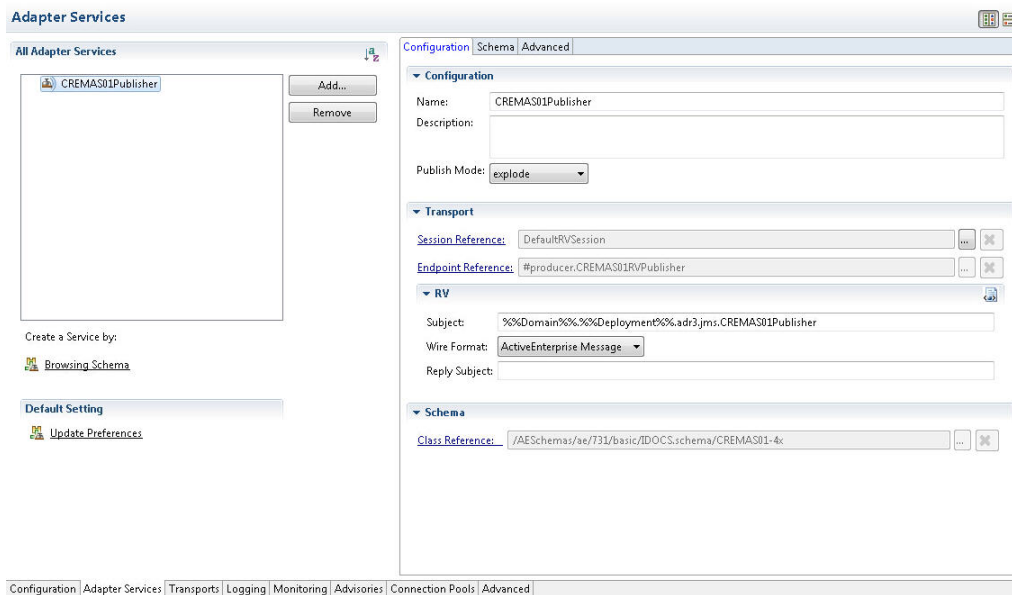 Adapter Services
All Adapter Services
a
z
CREMAS01Publisher
Add...
Remove
Create a Service by:
Browsing Schema
Default Setting
Update Preferences
Configuration Schema Advanced
Configuration
Name: CREMAS01Publisher
Description:
Publish Mode: explode
Transport
Session Reference: DefaultRVSession ...
Endpoint Reference: #producer.CREMAS01RVPublisher ...
RV
Subject: %%Domain%%.%%Deployment%%.adr3.jms.CREMAS01Publisher
Wire Format: ActiveEnterprise Message
Reply Subject:
Schema
Class Reference: /AESchemas/ae/731/basic/IDOCS.schema/CREMAS01-4x ...
Configuration Adapter Services Transports Logging Monitoring Advisories Connection Pools Advanced